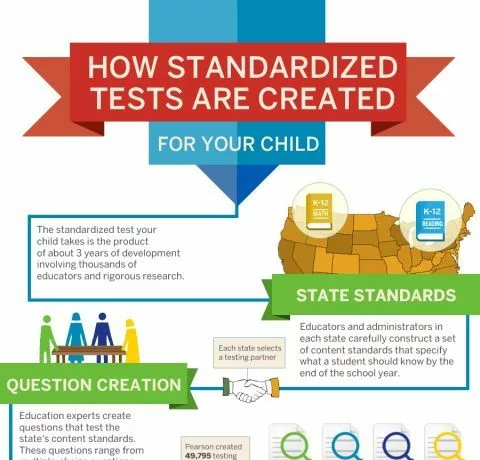 HOW STANDARDIZED
TESTS ARE CREATED
FOR YOUR CHILD
The standardized test your
child takes is the product
of about 3 years of development
involving thousands of
educators and rigorous research.
K-12
MATH
K-12
READING
STATE STANDARDS
Educators and administrators in
each state carefully construct a set
of content standards that specify
what a student should know by the
end of the school year.
Each state selects
a testing partner
QUESTION CREATION
Education experts create
questions that test the
state's content standards.
These questions range from
Pearson created
49,795 testing